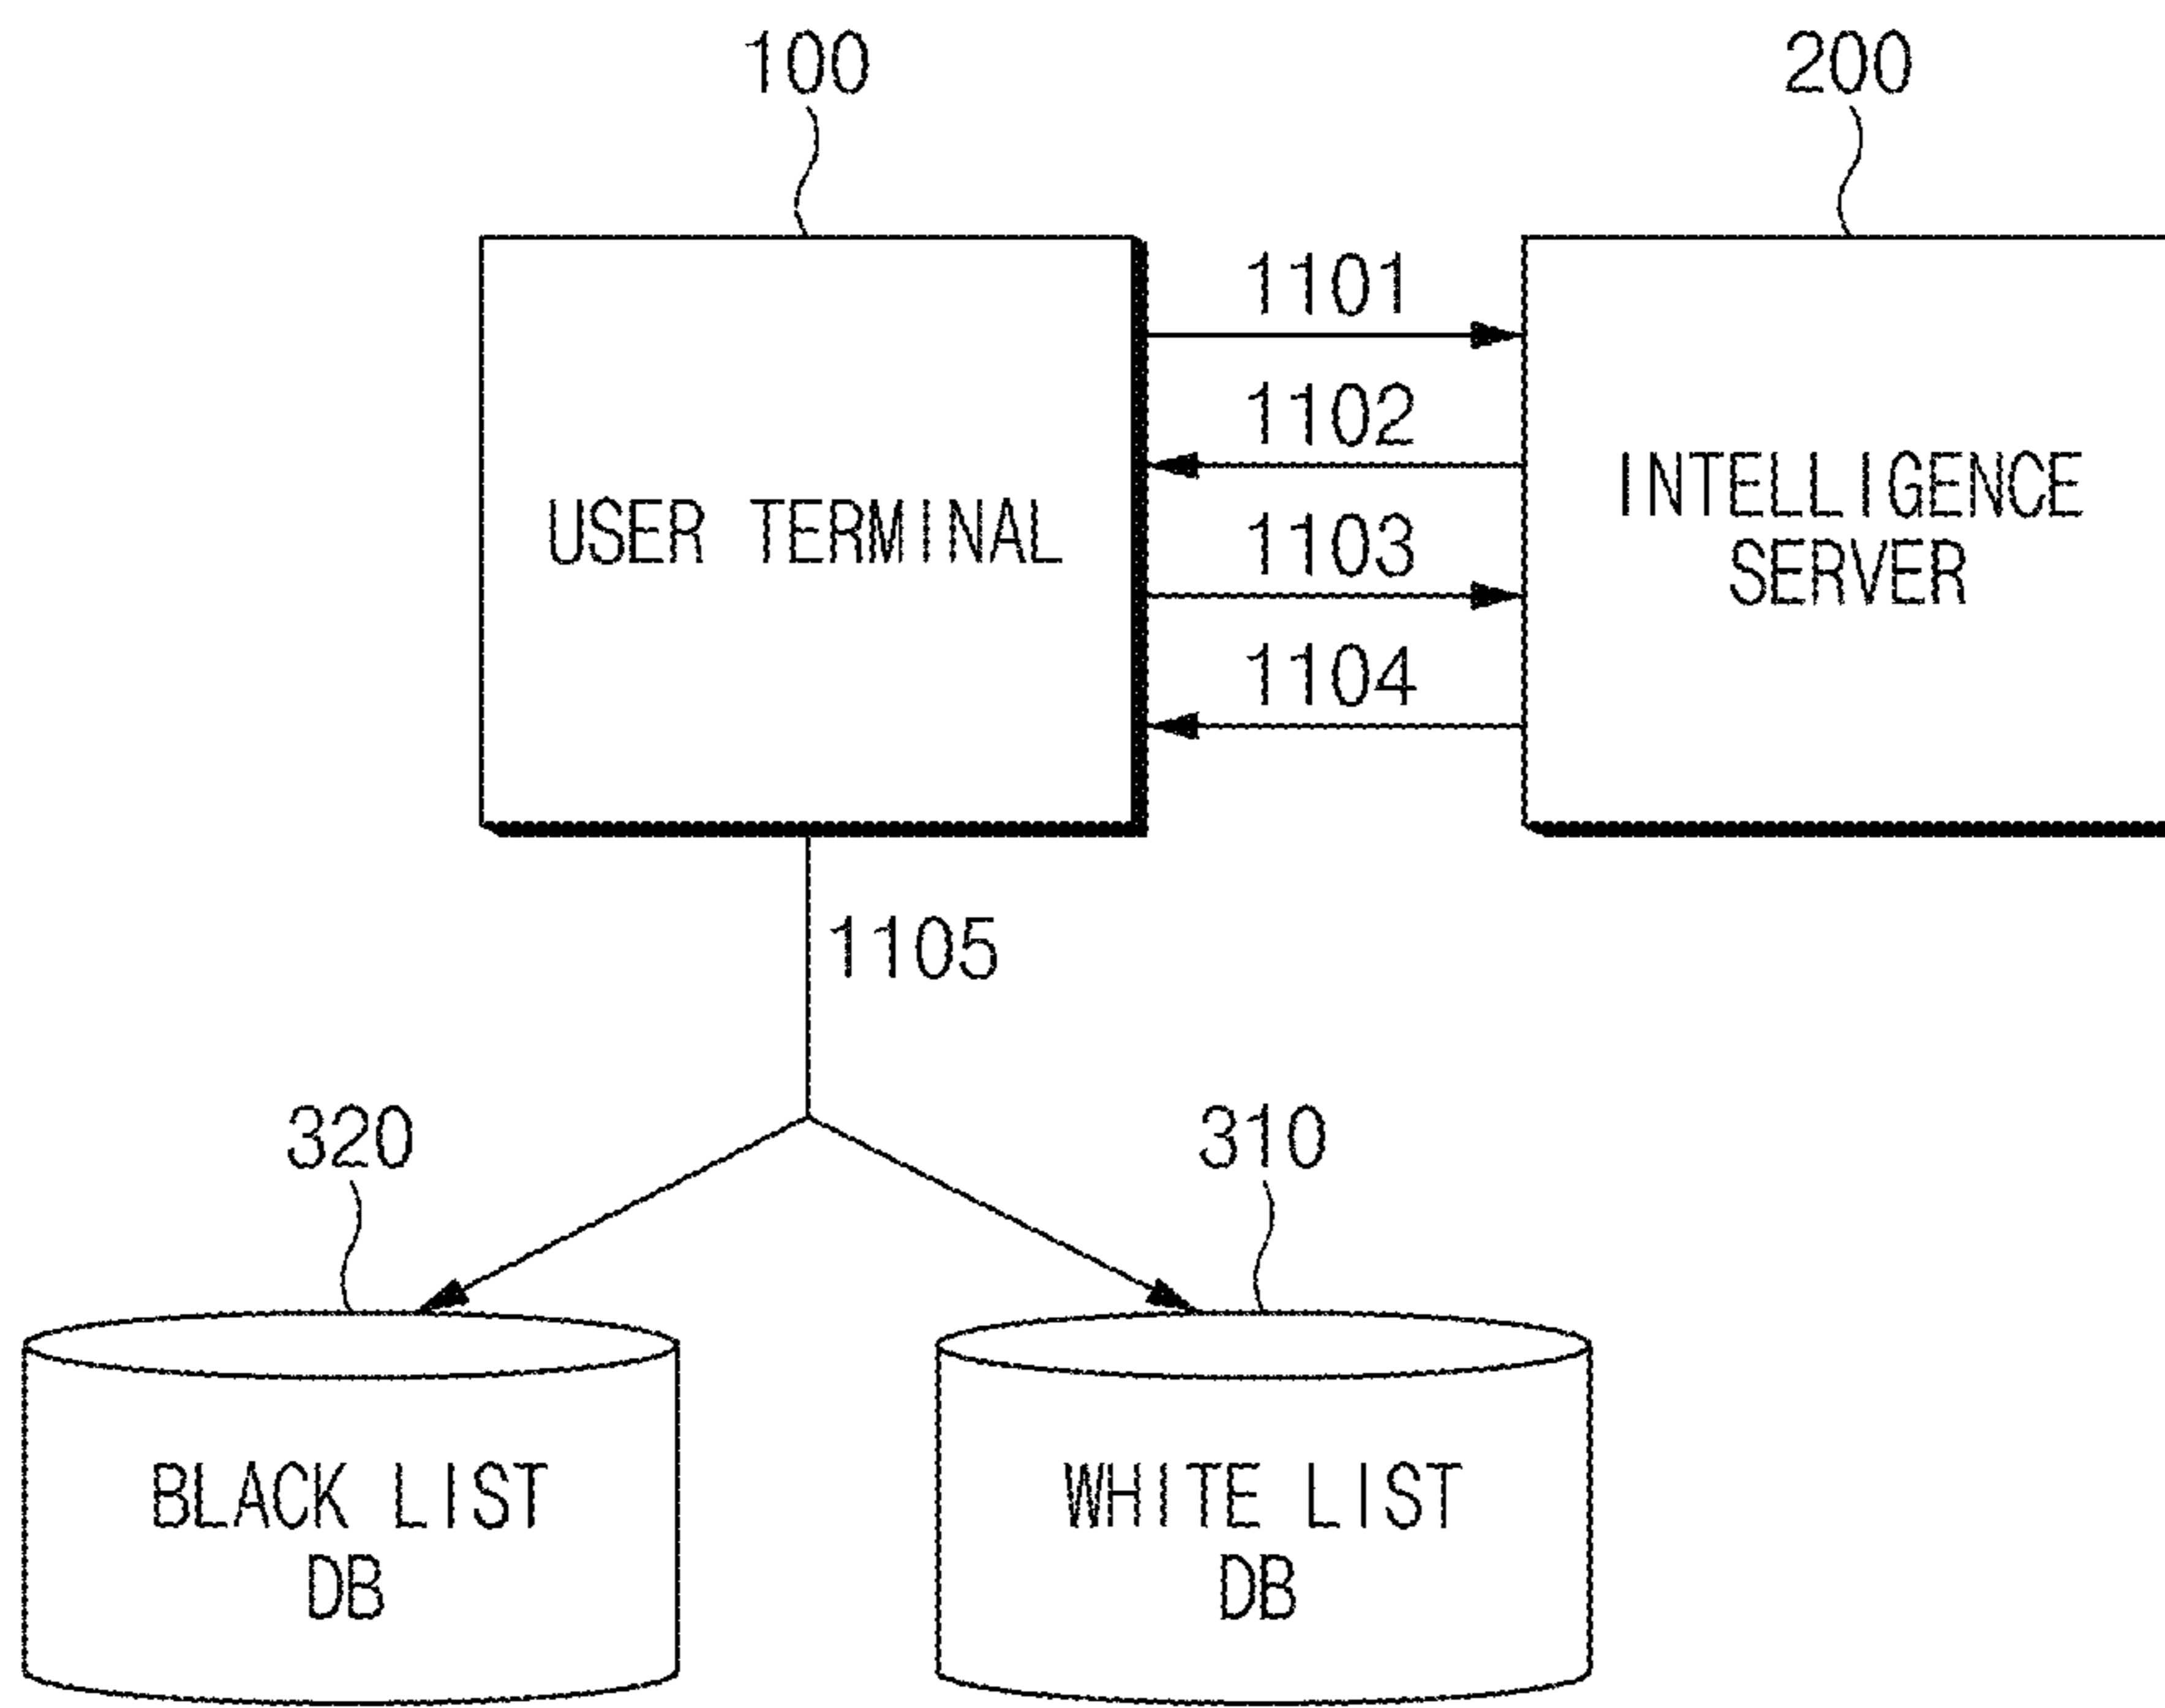 100
200
1101
1102
1103
1104
USER TERMINAL
INTELLIGENCE
SERVER
1105
320
310
BLACK LIST
DB
WHITE LIST
DB